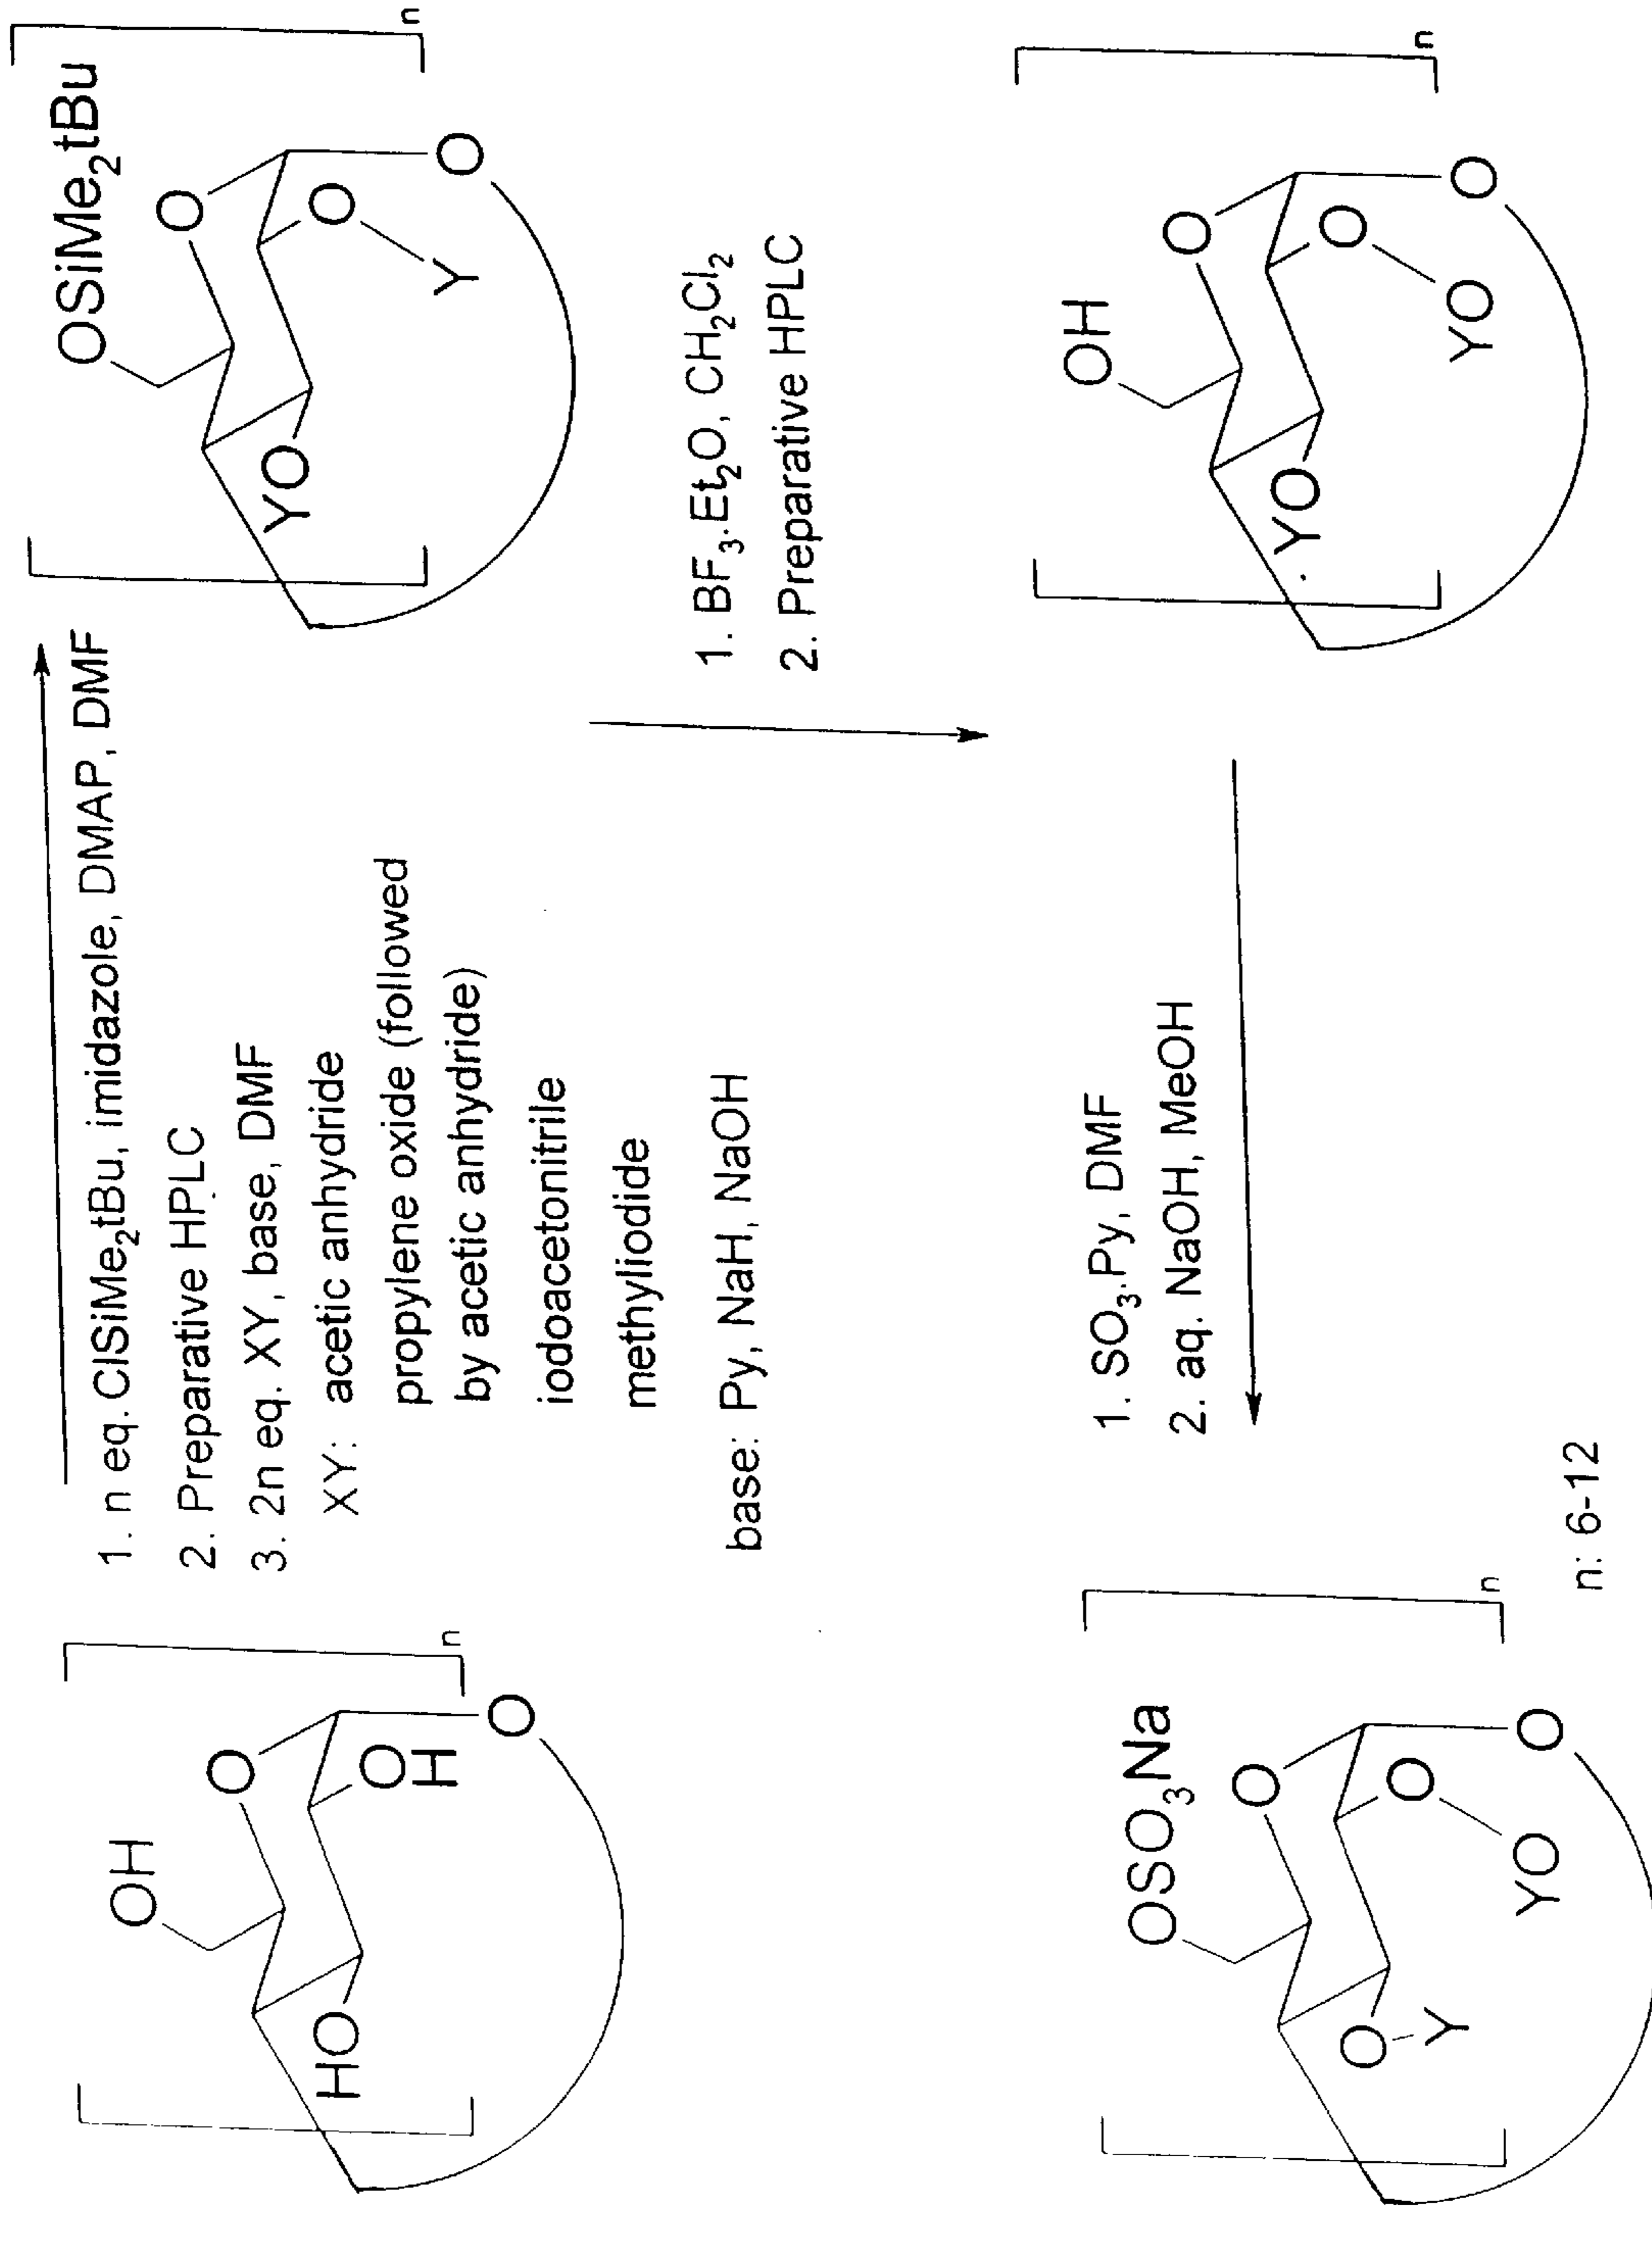 OH
O
HO
O
H
O
n
1. n eq. ClSiMe₂tBu, imidazole, DMAP, DMF
2. Preparative HPLC
3. 2n eq. XY, base, DMF
XY: acetic anhydride
propylene oxide (followed
by acetic anhydride)
iodoacetonitrile
methyliodide
base: Py, NaH, NaOH
OSiMe₂tBu
O
YO
O
Y
O
n
1. BF₃.Et₂O, CH₂Cl₂
2. Preparative HPLC
OH
O
YO
O
YO
O
n
1. SO₃.Py, DMF
2. aq. NaOH, MeOH
OSO₃Na
O
O
Y
O
YO
O
n
n: 6-12